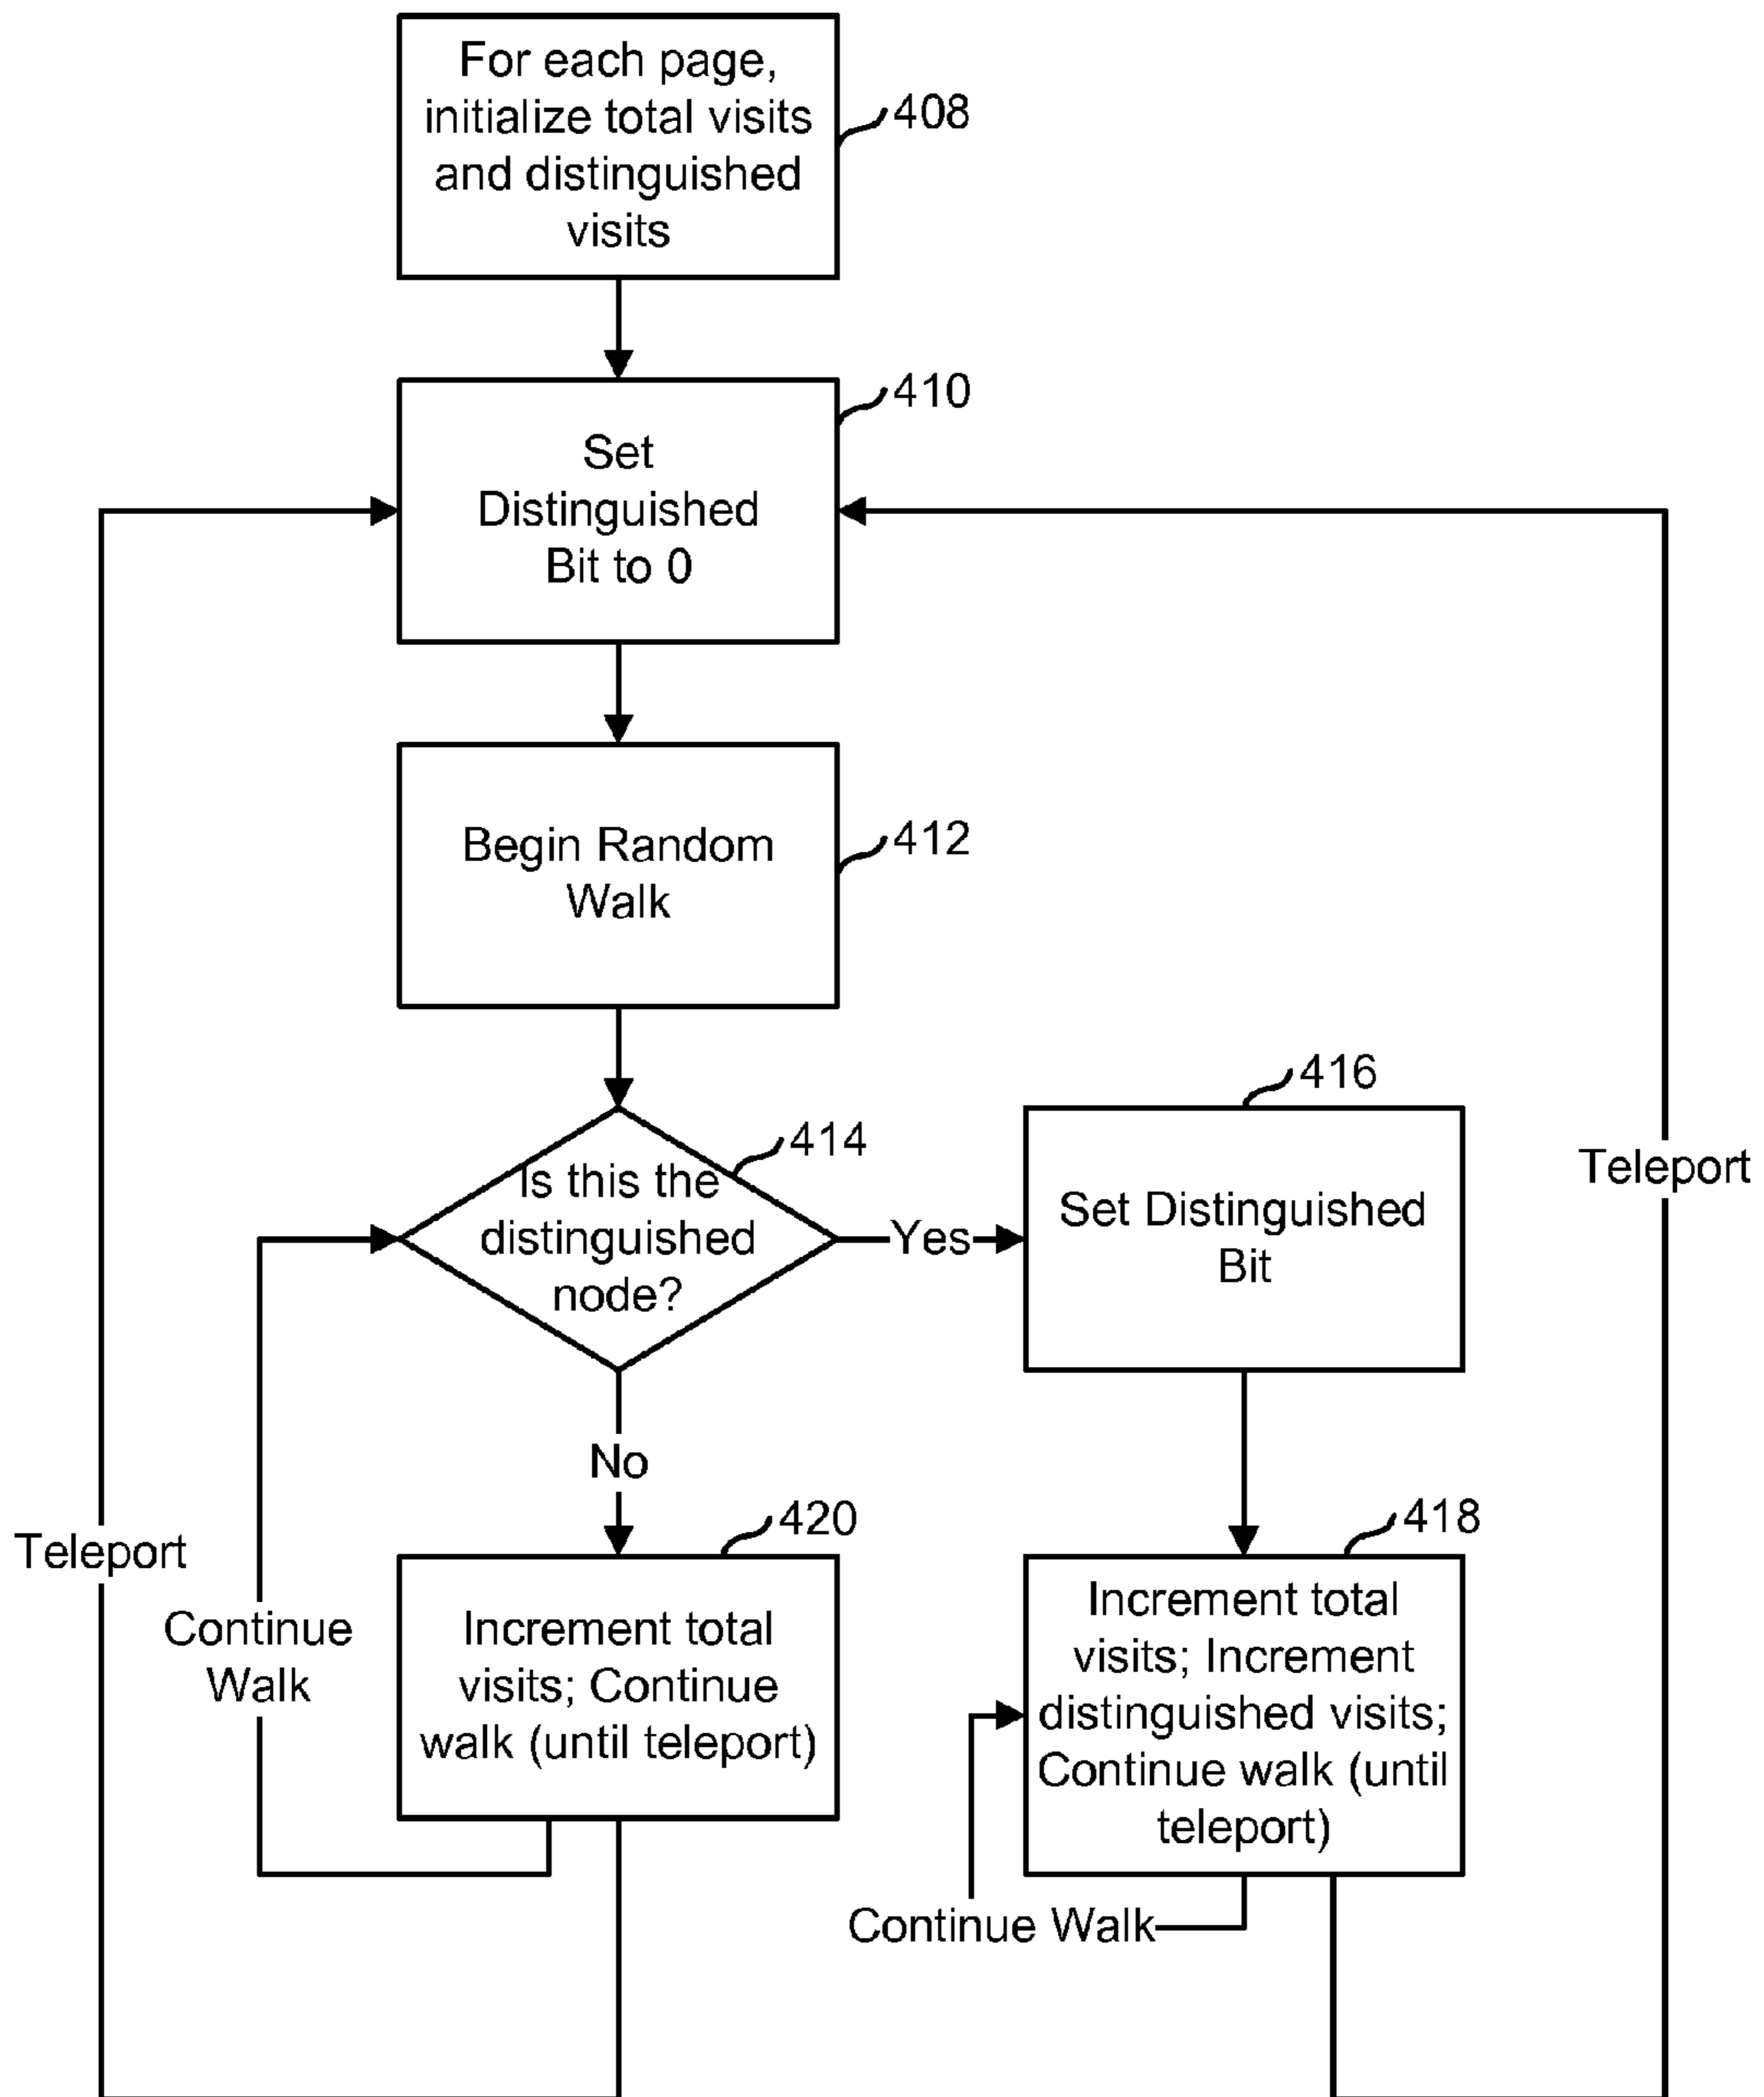 For each page,
initialize total visits
and distinguished
visits
408
Set
Distinguished
Bit to 0
410
Begin Random
Walk
412
Is this the
distinguished
node?
414
Yes
Set Distinguished
Bit
416
Teleport
No
Teleport
Continue
Walk
Increment total
visits; Continue
walk (until teleport)
420
Increment total
visits; Increment
distinguished visits;
Continue walk (until
teleport)
418
Continue Walk